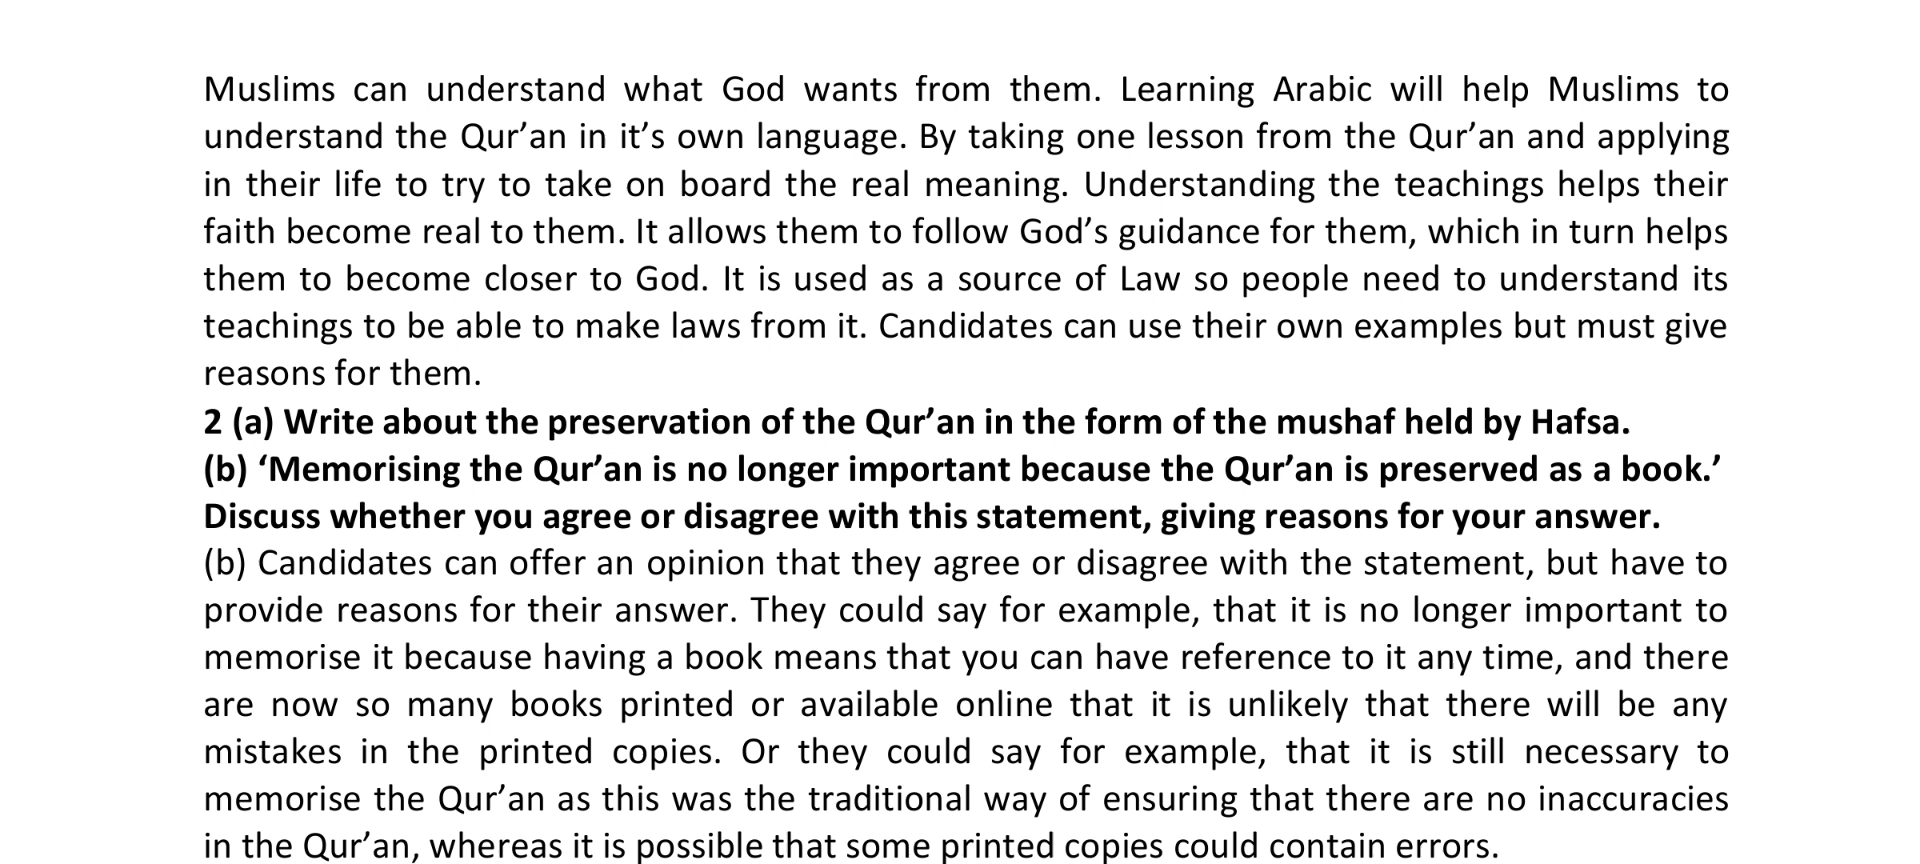 Muslims can understand what God wants from them. Learning Arabic will help Muslims to
understand the Qur’an in it’s own language. By taking one lesson from the Qur’an and applying
in their life to try to take on board the real meaning. Understanding the teachings helps their
faith become real to them. It allows them to follow God’s guidance for them, which in turn helps
them to become closer to God. It is used as a source of Law so people need to understand its
teachings to be able to make laws from it. Candidates can use their own examples but must give
reasons for them.
2 (a) Write about the preservation of the Qur’an in the form of the mushaf held by Hafsa.
(b) ‘Memorising the Qur’an is no longer important because the Qur’an is preserved as a book.’
Discuss whether you agree or disagree with this statement, giving reasons for your answer.
(b) Candidates can offer an opinion that they agree or disagree with the statement, but have to
provide reasons for their answer. They could say for example, that it is no longer important to
memorise it because having a book means that you can have reference to it any time, and there
are now so many books printed or available online that it is unlikely that there will be any
mistakes in the printed copies. Or they could say for example, that it is still necessary to
memorise the Qur’an as this was the traditional way of ensuring that there are no inaccuracies
in the Qur’an, whereas it is possible that some printed copies could contain errors.